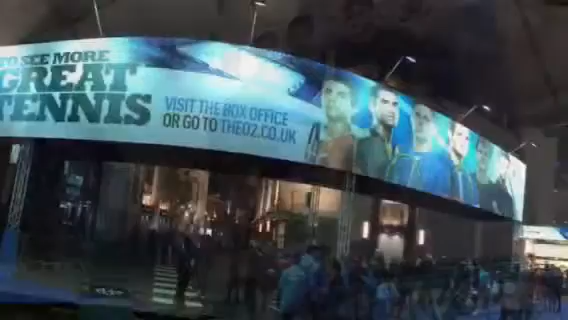 TO SEE MORE
GREAT
TENNIS
VISIT THE BOX OFFICE
OR GO TO THEO2.CO.UK